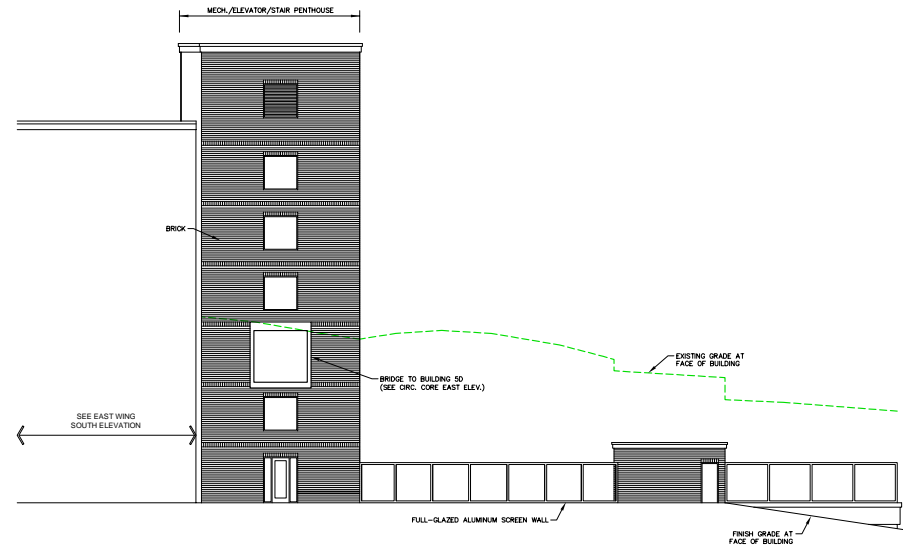 MECH./ELEVATOR/STAIR PENTHOUSE
BRICK
EXISTING GRADE AT
FACE OF BUILDING
BRIDGE TO BUILDING 5D
(SEE CIRC. CORE EAST ELEV.)
SEE EAST WING
SOUTH ELEVATION
FULL-GLAZED ALUMINUM SCREEN WALL
FINISH GRADE AT
FACE OF BUILDING